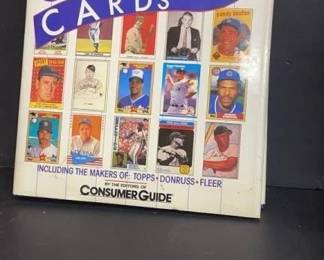 CARDS
INCLUDING THE MAKERS OF: TOPPS•DONRUSS•FLEER
BY THE EDITORS OF
CONSUMER GUIDE